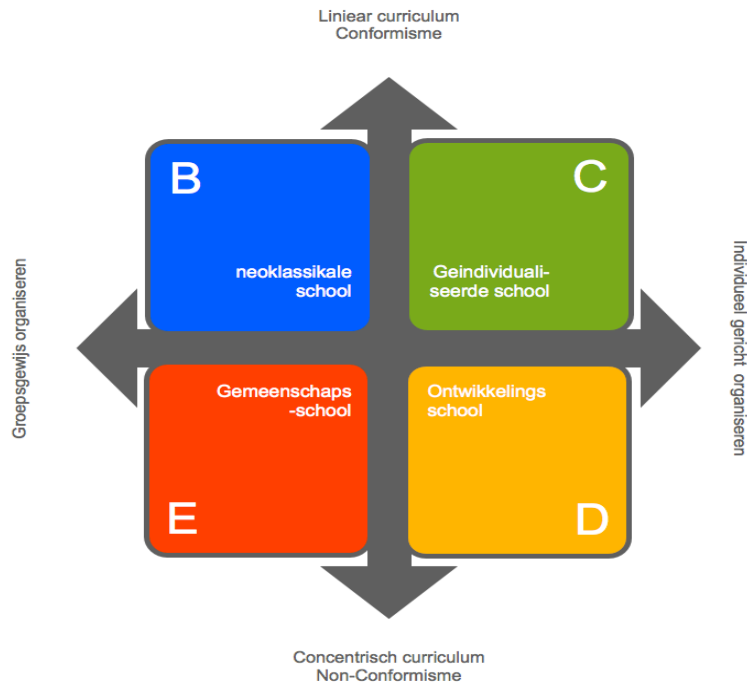 Liniear curriculum
Conformisme
B
C
neoklassikale
school
Geindividuali-
seerde school
Groepsgewijs organiseren
Individueel gericht organiseren
Gemeenschaps
-school
Ontwikkelings
school
E
D
Concentrisch curriculum
Non-Conformisme